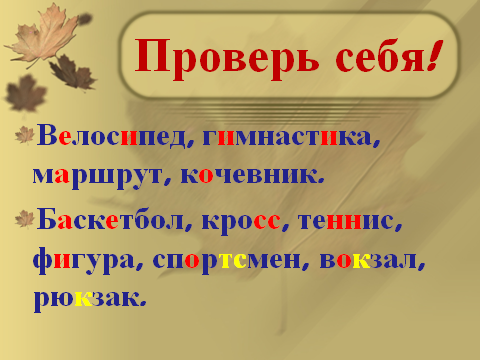 Проверь себя!
Велосипед, гимнастика,
маршрут, кочевник.
Баскетбол, кросс, теннис,
фигура, спортсмен, вокзал,
рюкзак.